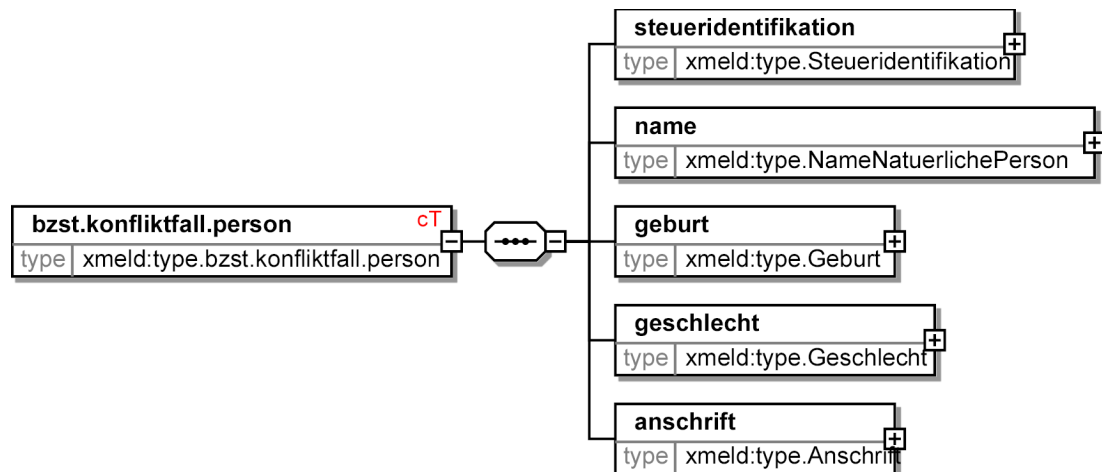 steueridentifikation
type xmeld:type.Steueridentifikation
name
type xmeld:type.NameNatuerlichePerson
bzst.konfliktfall.person cT
type xmeld:type.bzst.konfliktfall.person
geburt
type xmeld:type.Geburt
geschlecht
type xmeld:type.Geschlecht
anschrift
type xmeld:type.Anschrift